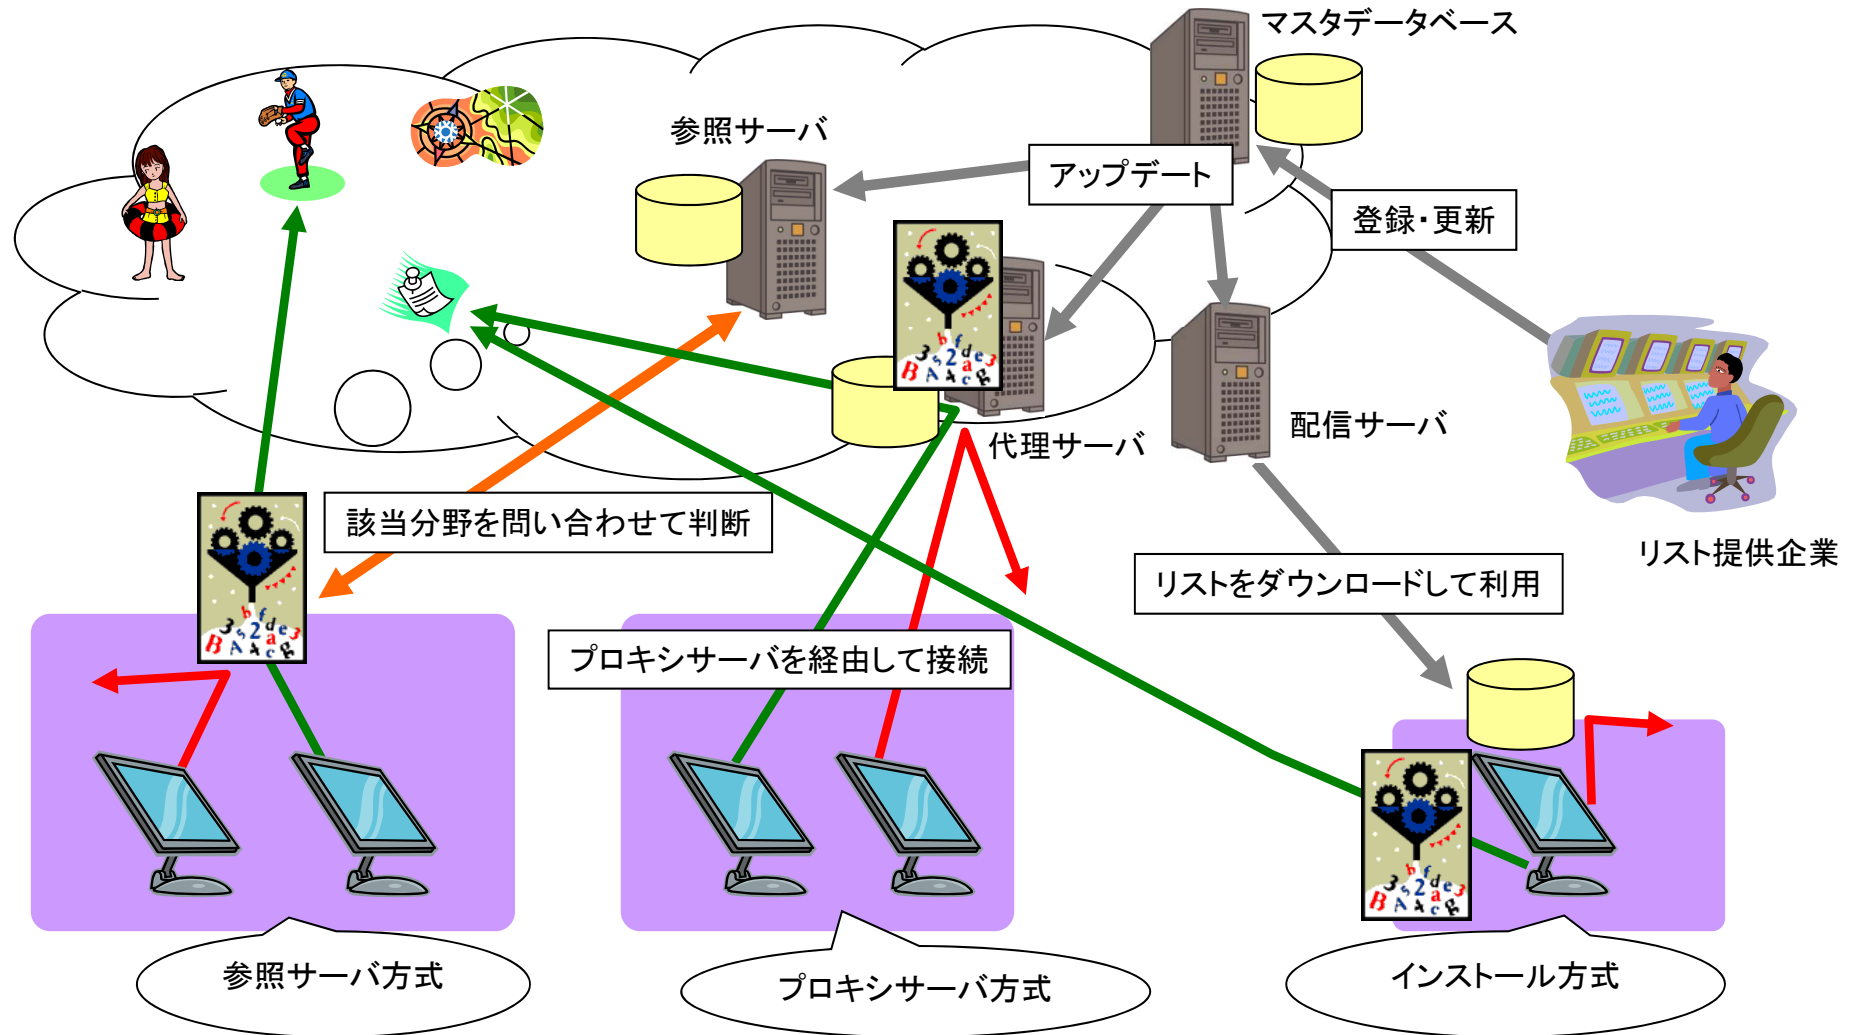 マスタデータベース
参照サーバ
アップデート
登録・更新
代理サーバ
配信サーバ
該当分野を問い合わせて判断
リスト提供企業
リストをダウンロードして利用
プロキシサーバを経由して接続
参照サーバ方式
プロキシサーバ方式
インストール方式